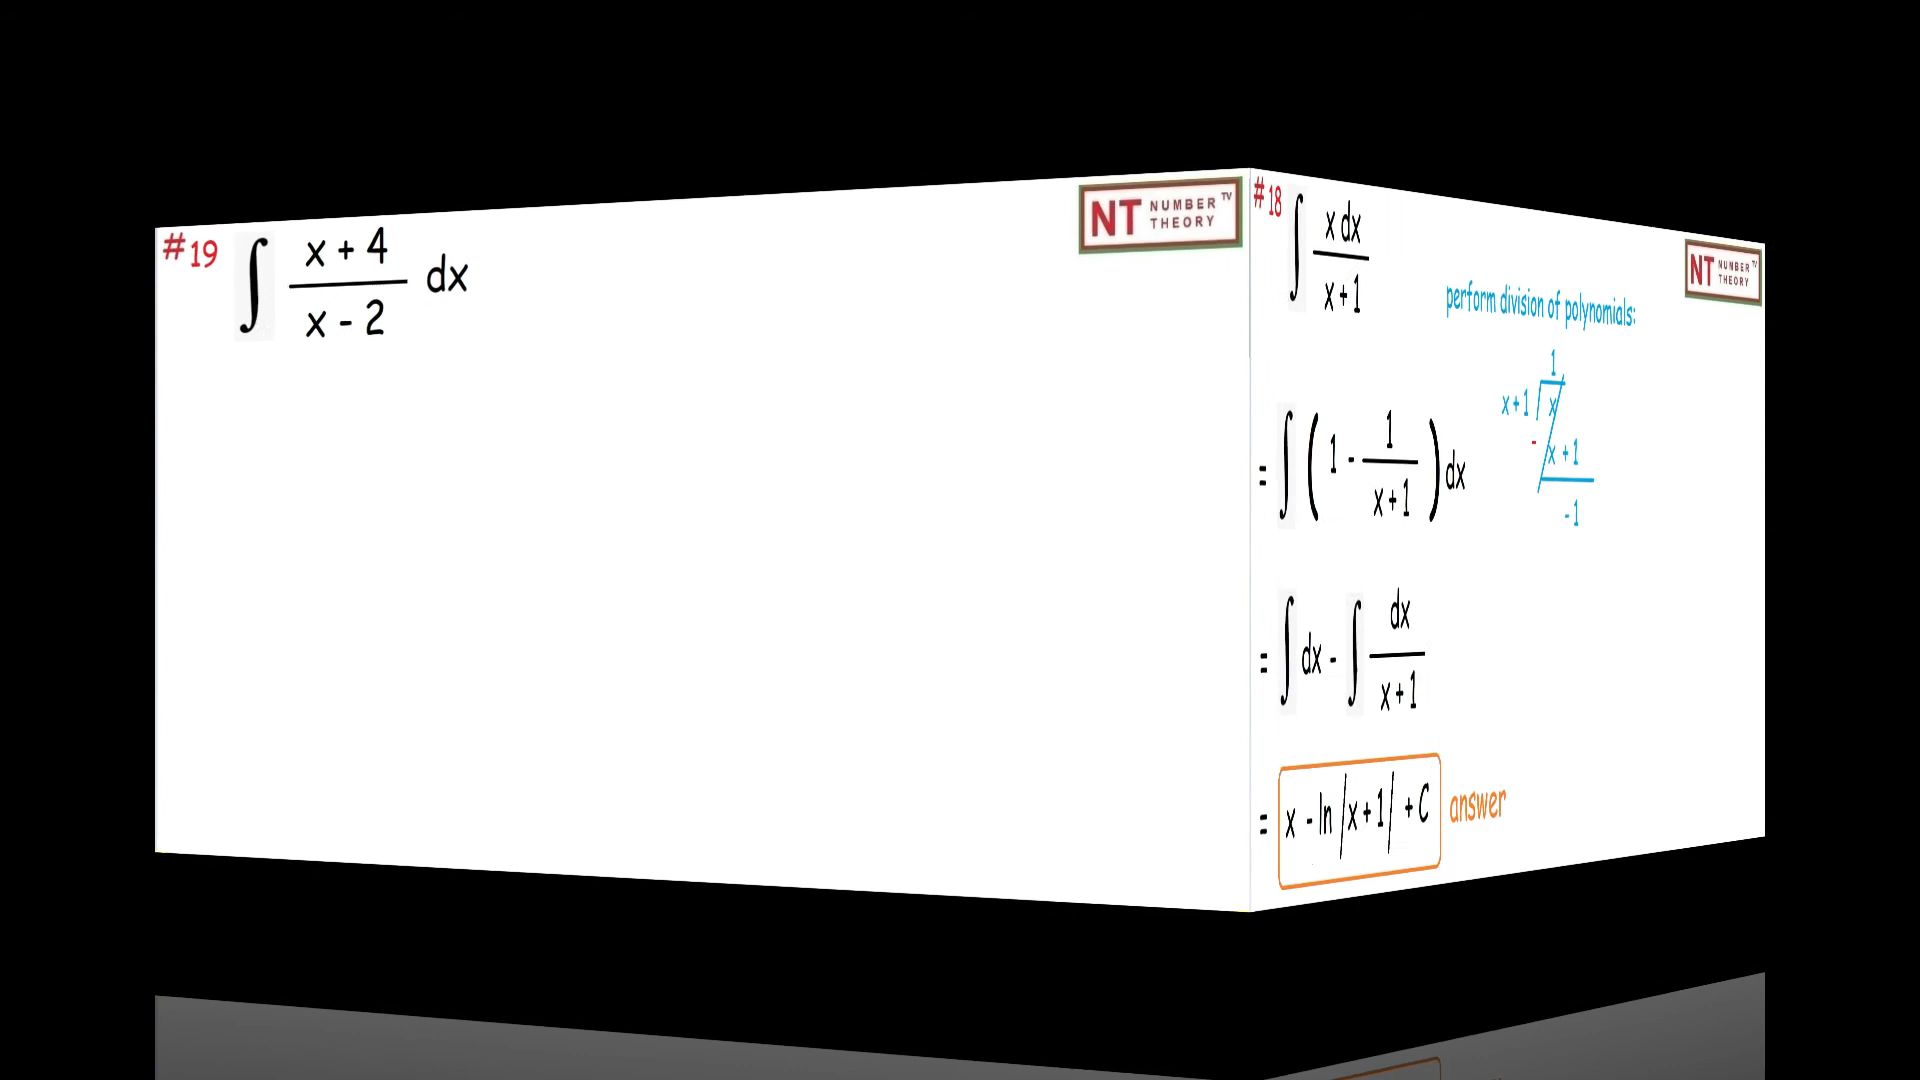 #19 ∫ x + 4 / x - 2 dx
NT NUMBER THEORY TV
#18 ∫ x dx / x + 1
NT NUMBER THEORY TV
perform division of polynomials:
1
x + 1 x
- x + 1
- 1
= ∫ ( 1 - 1 / x + 1 ) dx
= ∫ dx - ∫ dx / x + 1
= x - ln |x + 1| + C answer